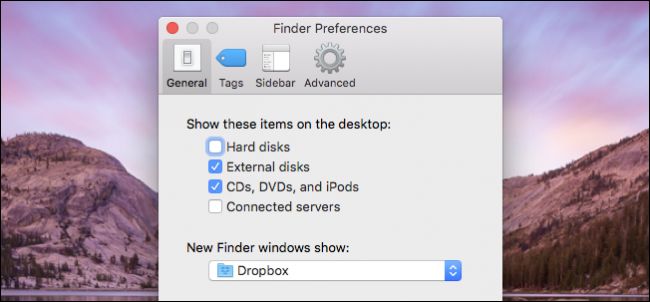 Finder Preferences
General Tags Sidebar Advanced
Show these items on the desktop:
Hard disks
External disks
CDs, DVDs, and iPods
Connected servers
New Finder windows show:
Dropbox